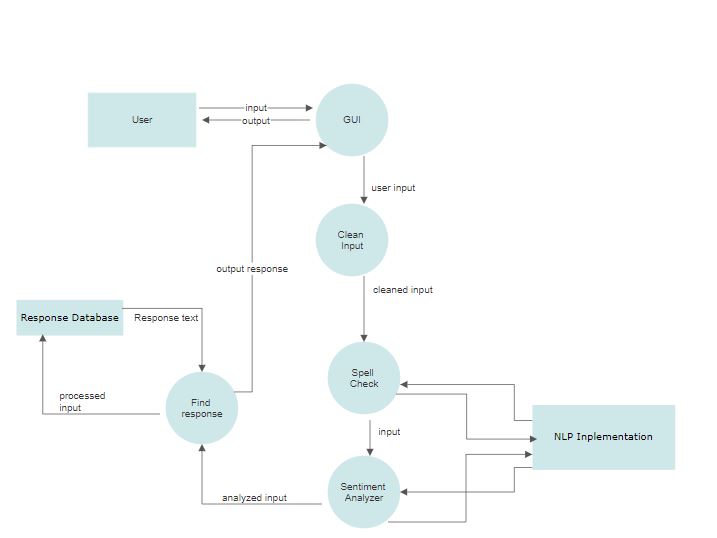 User
input
output
GUI
user input
Clean
Input
output response
cleaned input
Response Database
Response text
Spell
Check
processed
input
Find
response
input
NLP Inplementation
analyzed input
Sentiment
Analyzer